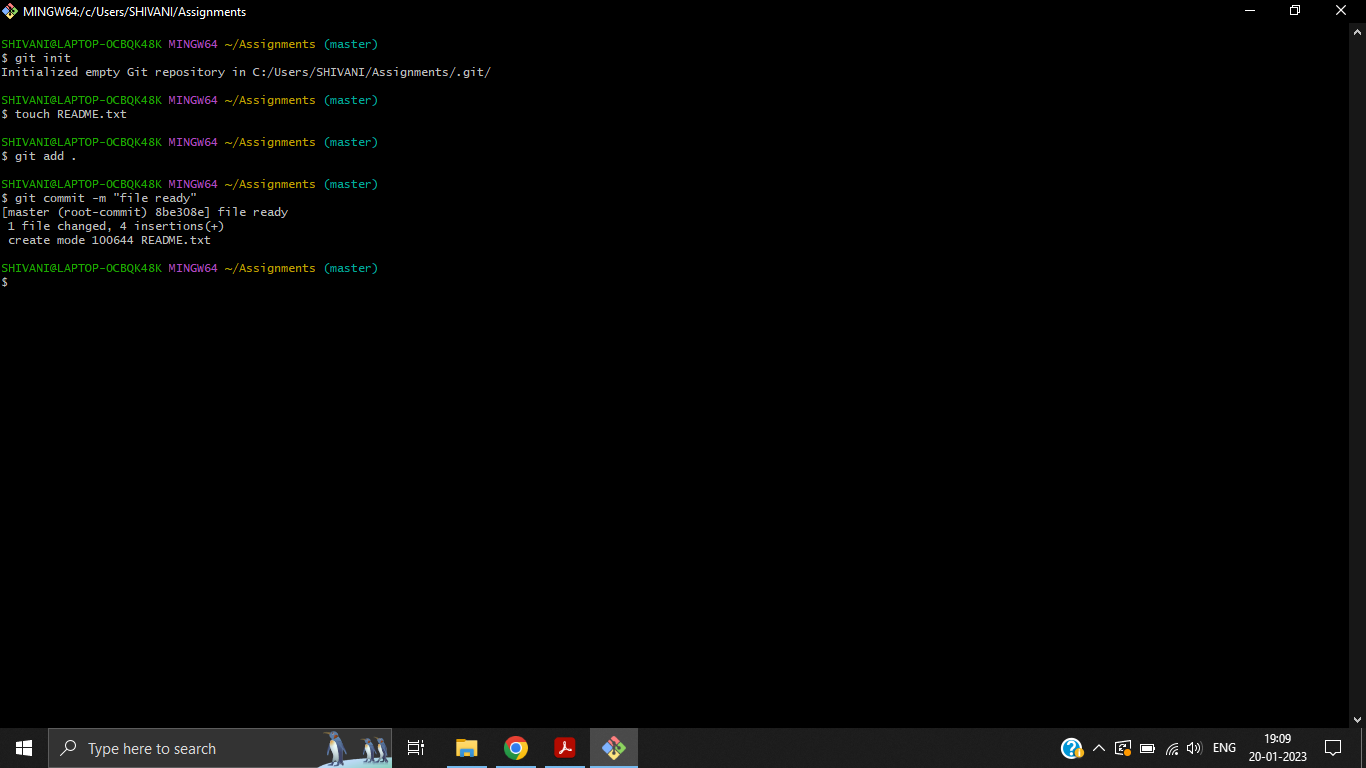 MINGW64:/c/Users/SHIVANI/Assignments
SHIVANI@LAPTOP-OCBQK48K MINGW64 ~/Assignments (master)
$ git init
Initialized empty Git repository in C:/Users/SHIVANI/Assignments/.git/
SHIVANI@LAPTOP-OCBQK48K MINGW64 ~/Assignments (master)
$ touch README.txt
SHIVANI@LAPTOP-OCBQK48K MINGW64 ~/Assignments (master)
$ git add .
SHIVANI@LAPTOP-OCBQK48K MINGW64 ~/Assignments (master)
$ git commit -m "file ready"
[master (root-commit) 8be308e] file ready
1 file changed, 4 insertions(+)
create mode 100644 README.txt
SHIVANI@LAPTOP-OCBQK48K MINGW64 ~/Assignments (master)
$
Type here to search
ENG
19:09
20-01-2023